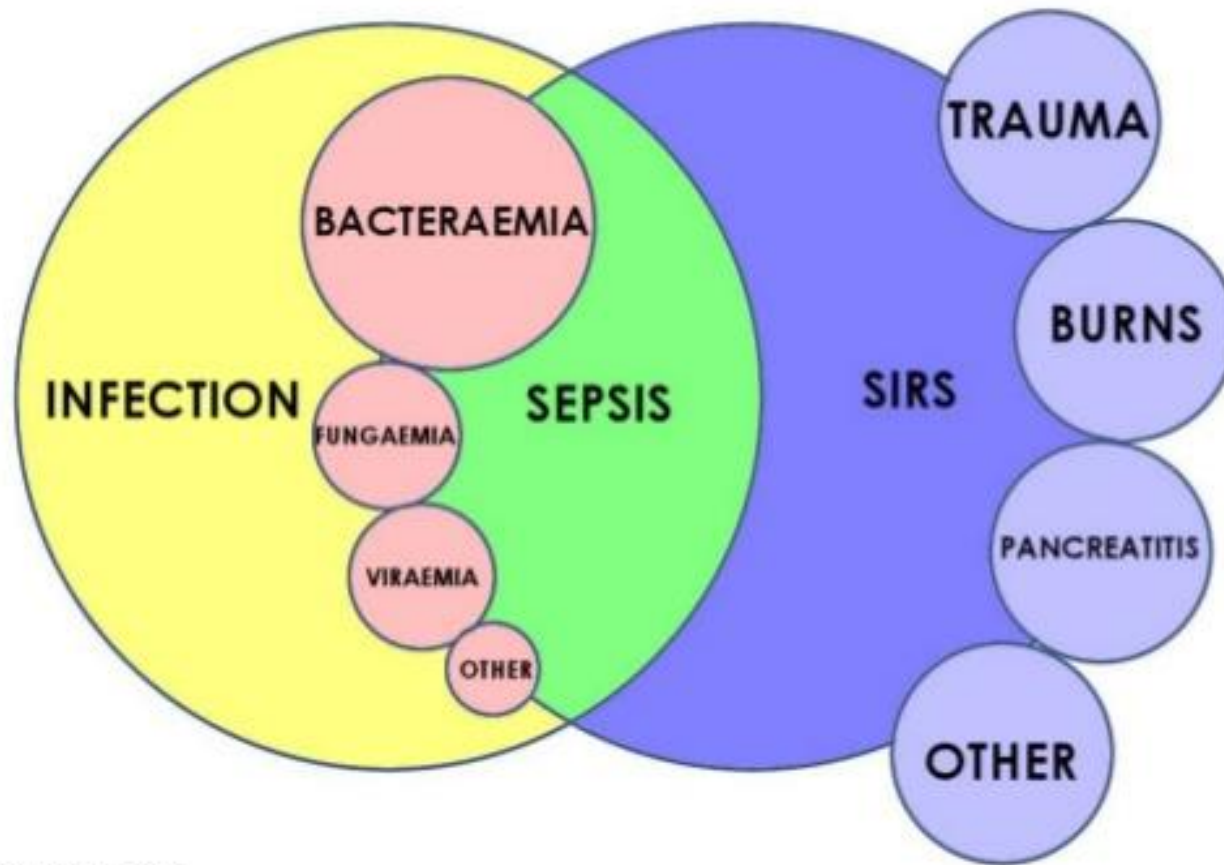 TRAUMA
BACTERAEMIA
BURNS
INFECTION
SEPSIS
SIRS
FUNGAEMIA
PANCREATITIS
VIRAEMIA
OTHER
OTHER